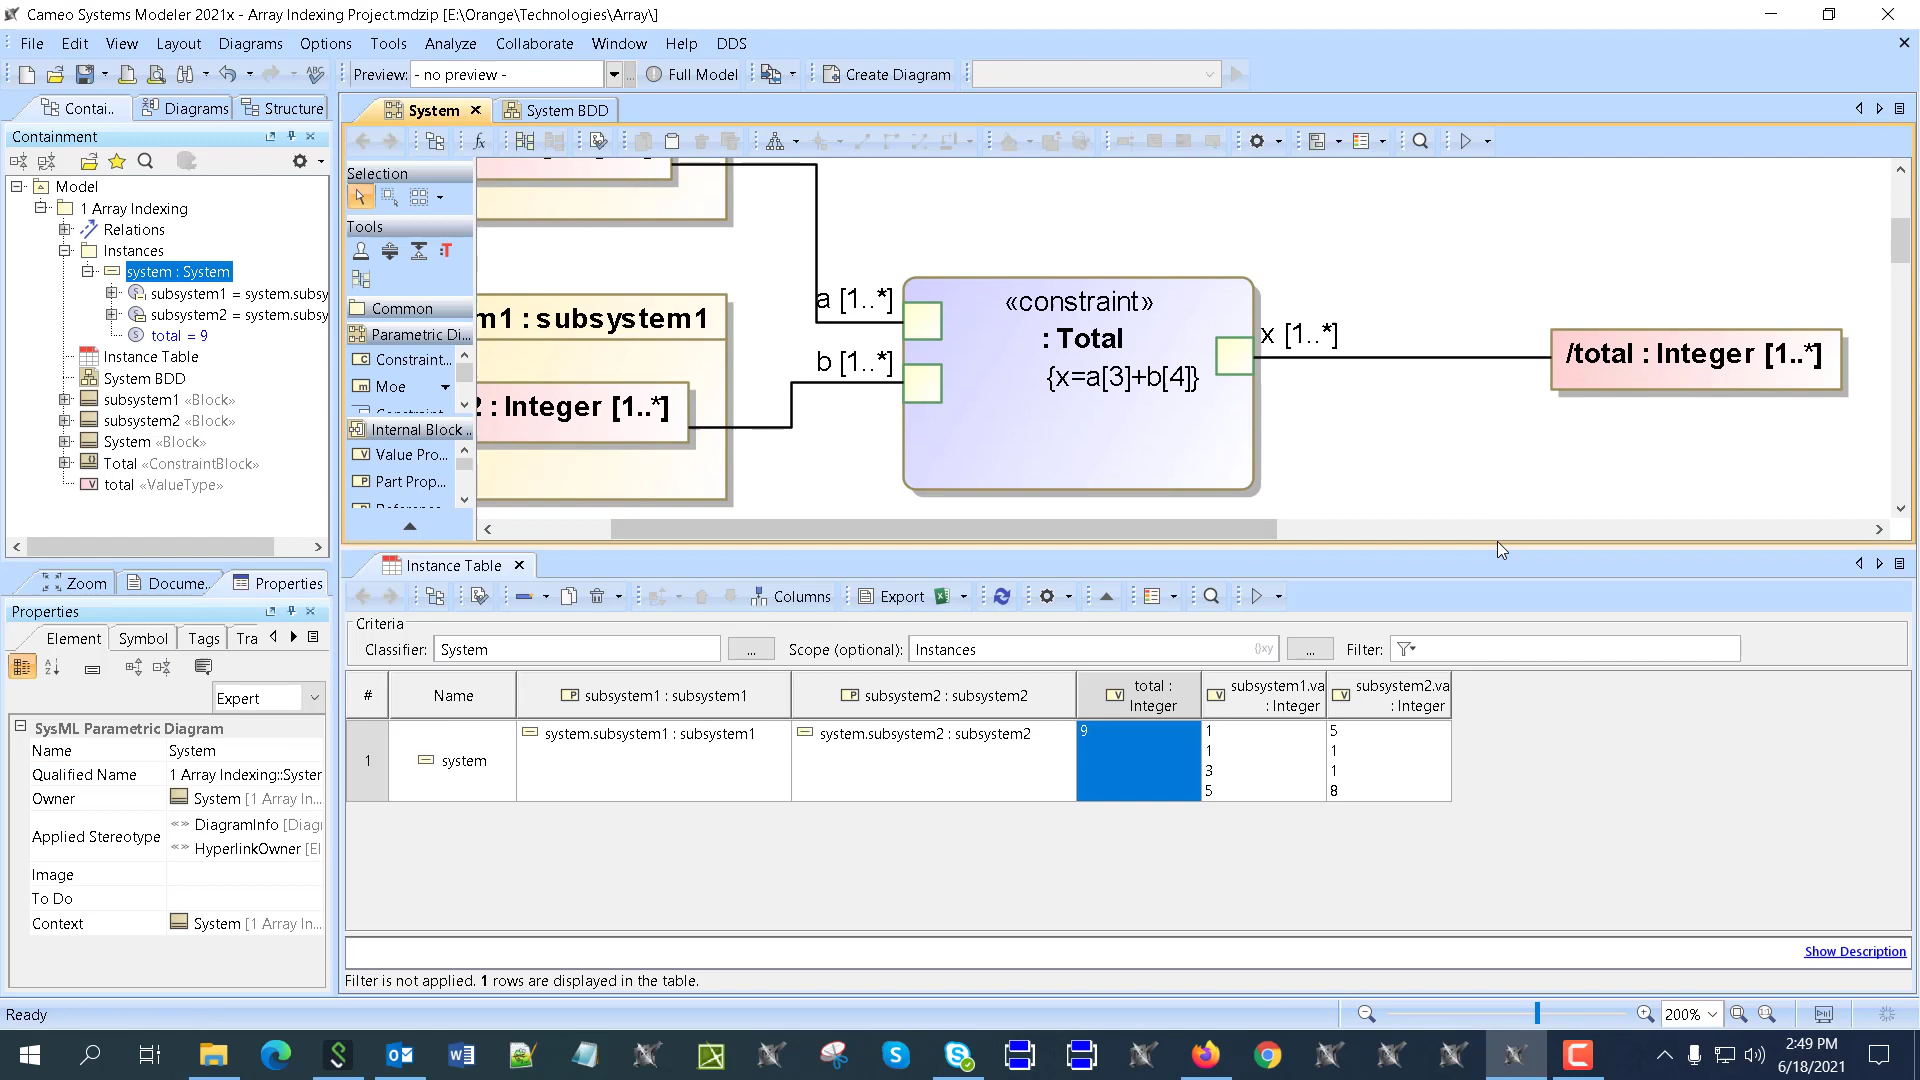 Cameo Systems Modeler 2021x - Array Indexing Project.mdzip [E:\Orange\Technologies\Array\]
File Edit View Layout Diagrams Options Tools Analyze Collaborate Window Help DDS
Preview: - no preview - ... Full Model Create Diagram
Contai.. Diagrams Structure
System System BDD
Containment
Model
1 Array Indexing
Relations
Instances
system : System
subsystem1 = system.subsy
subsystem2 = system.subsy
total = 9
Instance Table
System BDD
subsystem1 «Block»
subsystem2 «Block»
System «Block»
Total «ConstraintBlock»
total «ValueType»
Selection
Tools
Common
Parametric Di...
Constraint...
Moe
Internal Block ..
Value Pro...
Part Prop...
m1 : subsystem1
: Integer [1..*]
a [1..*]
b [1..*]
«constraint»
: Total
{x=a[3]+b[4]}
x [1..*]
/total : Integer [1..*]
Zoom Docume.. Properties
Properties
Element Symbol Tags Tra
Expert
SysML Parametric Diagram
Name System
Qualified Name 1 Array Indexing::Syster
Owner System [1 Array In...
Applied Stereotype «» DiagramInfo [Diagr
«» HyperlinkOwner [El
Image
To Do
Context System [1 Array In...
Instance Table
Columns Export
Criteria
Classifier: System ... Scope (optional): Instances {}xy ... Filter:
# Name subsystem1 : subsystem1 subsystem2 : subsystem2 total : Integer subsystem1.va : Integer subsystem2.va : Integer
1 system system.subsystem1 : subsystem1 system.subsystem2 : subsystem2 9 1 5
1 1
3 1
5 8
Show Description
Filter is not applied. 1 rows are displayed in the table.
Ready
200%
2:49 PM
6/18/2021